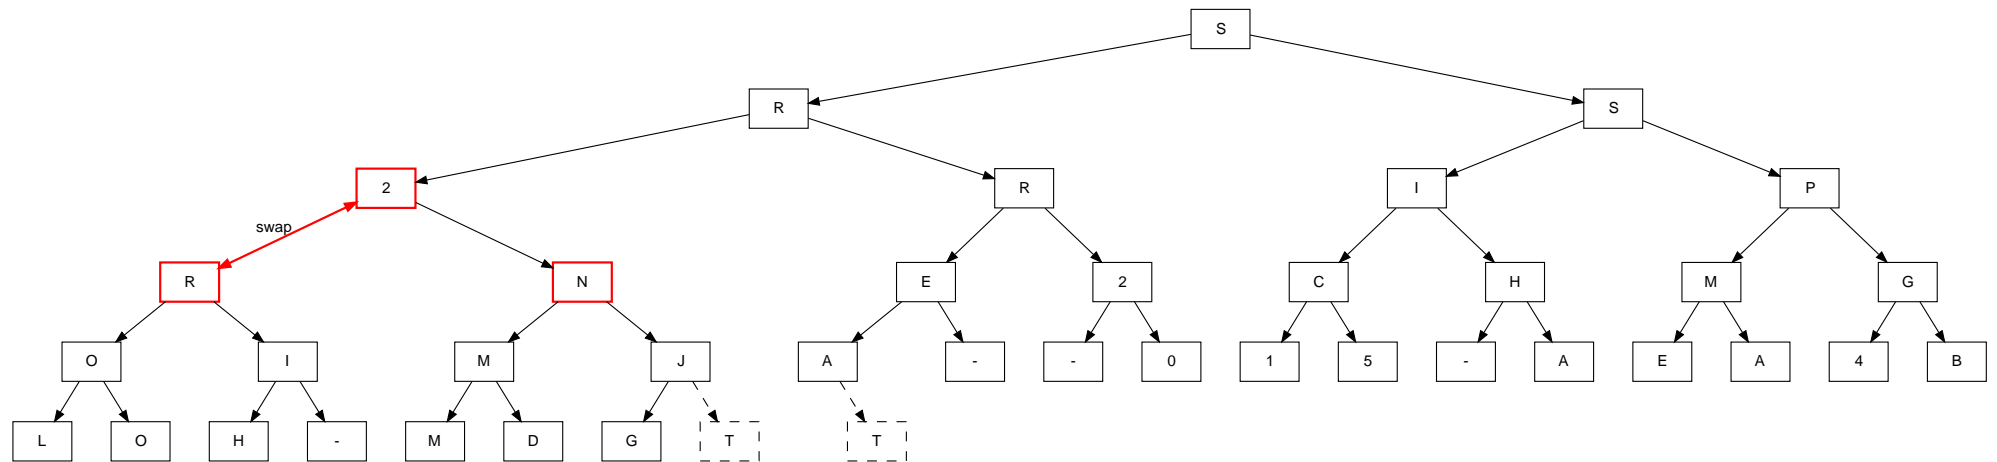 S
R S
2 R I P
swap
R N E 2 C H M G
O I M J A - - 0 1 5 - A E A 4 B
L O H - M D G T T